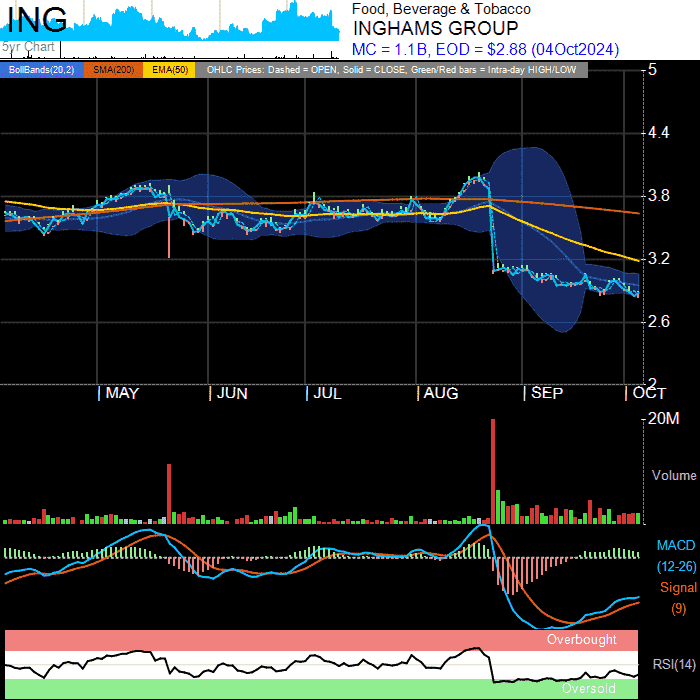 ING
5yr Chart
Food, Beverage & Tobacco
INGHAMS GROUP
MC = 1.1B, EOD = $2.88 (04Oct2024)
BollBands(20,2) SMA(200) EMA(50) OHLC Prices: Dashed = OPEN, Solid = CLOSE, Green/Red bars = Intra-day HIGH/LOW
5
4.4
3.8
3.2
2.6
2
MAY JUN JUL AUG SEP OCT
20M
Volume
MACD
(12-26)
Signal
(9)
Overbought
RSI(14)
Oversold